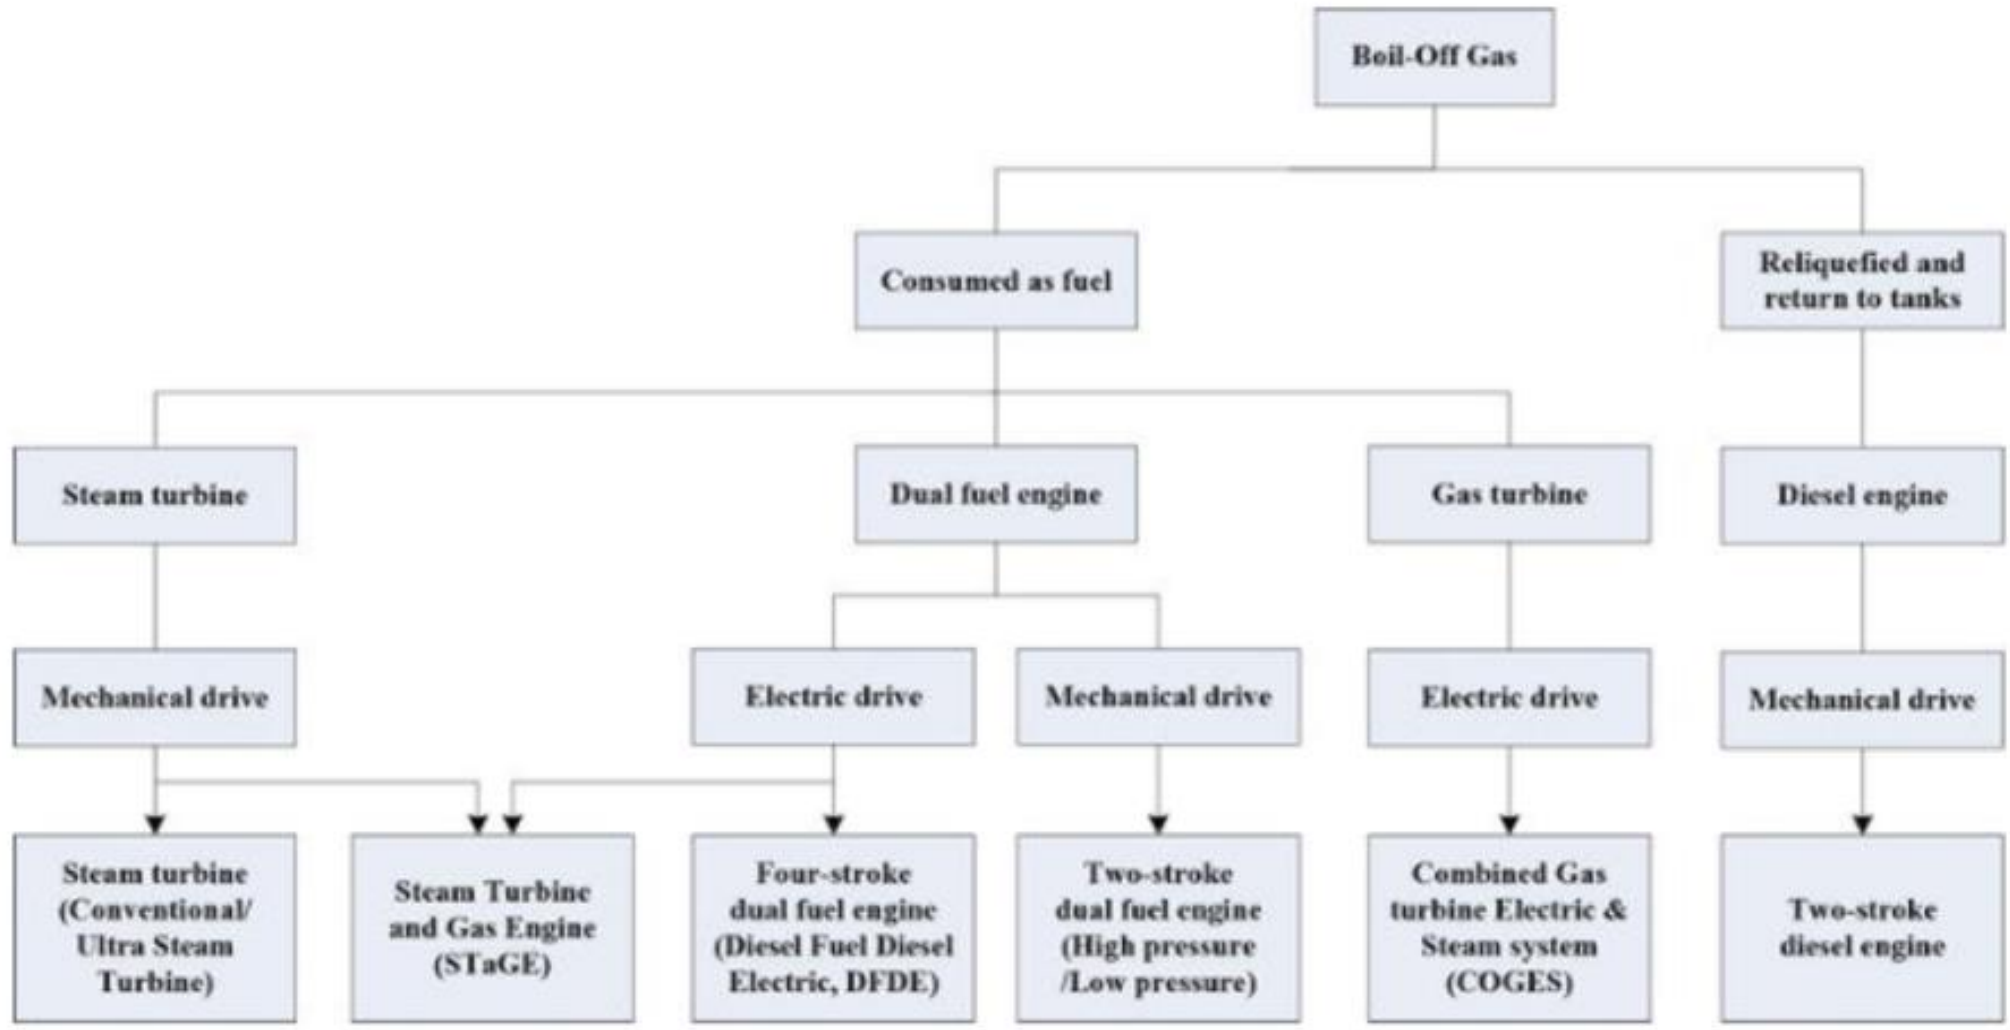 Boil-Off Gas
Consumed as fuel
Reliquefied and
return to tanks
Steam turbine
Dual fuel engine
Gas turbine
Diesel engine
Mechanical drive
Electric drive
Mechanical drive
Electric drive
Mechanical drive
Steam turbine
(Conventional/
Ultra Steam
Turbine)
Steam Turbine
and Gas Engine
(STaGE)
Four-stroke
dual fuel engine
(Diesel Fuel Diesel
Electric, DFDE)
Two-stroke
dual fuel engine
(High pressure
/Low pressure)
Combined Gas
turbine Electric &
Steam system
(COGES)
Two-stroke
diesel engine